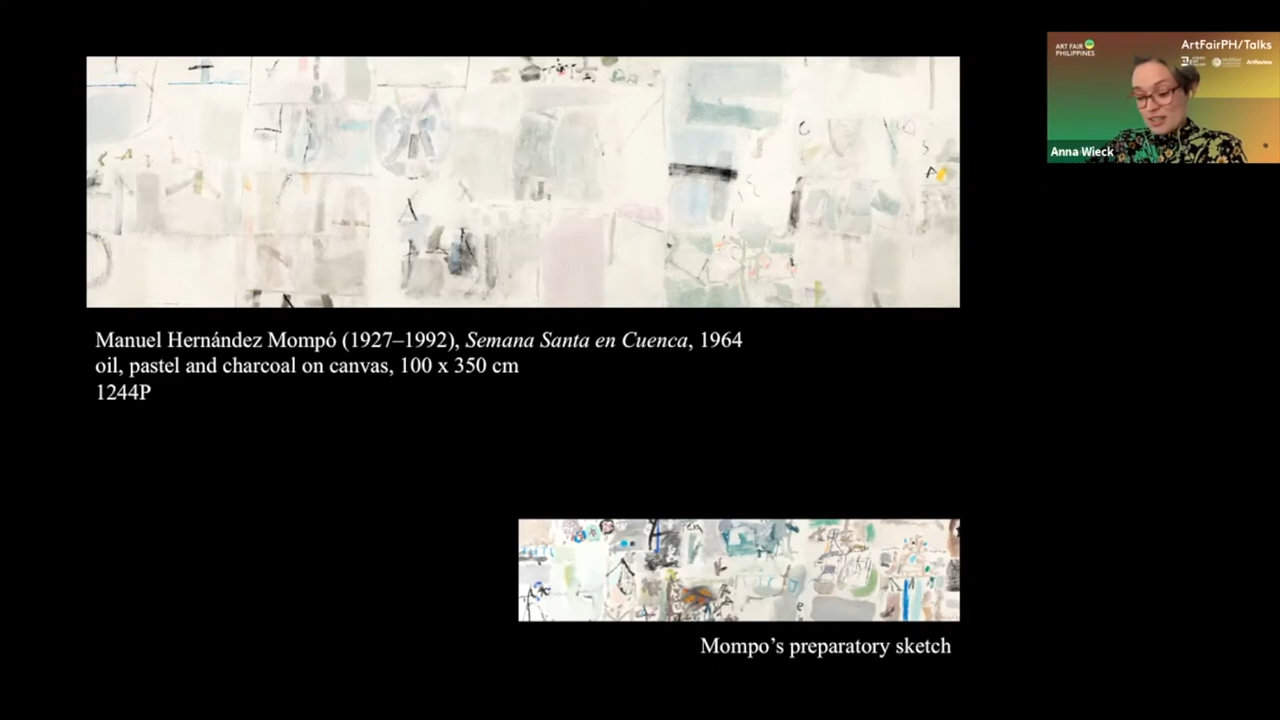 Manuel Hernández Mompó (1927–1992), Semana Santa en Cuenca, 1964
oil, pastel and charcoal on canvas, 100 x 350 cm
1244P
Mompo’s preparatory sketch
ART FAIR
PHILIPPINES
ArtFairPH/Talks
ArtReview
Anna Wieck